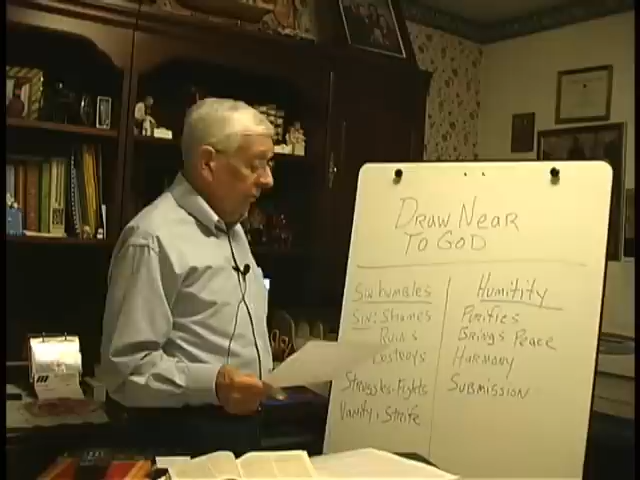 Draw Near
To GOD
Sin humbles
Sin: Shames
Ruins
Destroys
Struggles-Fights
Vanity, Strife
Humitity
Purifies
Brings Peace
Harmony
Submission